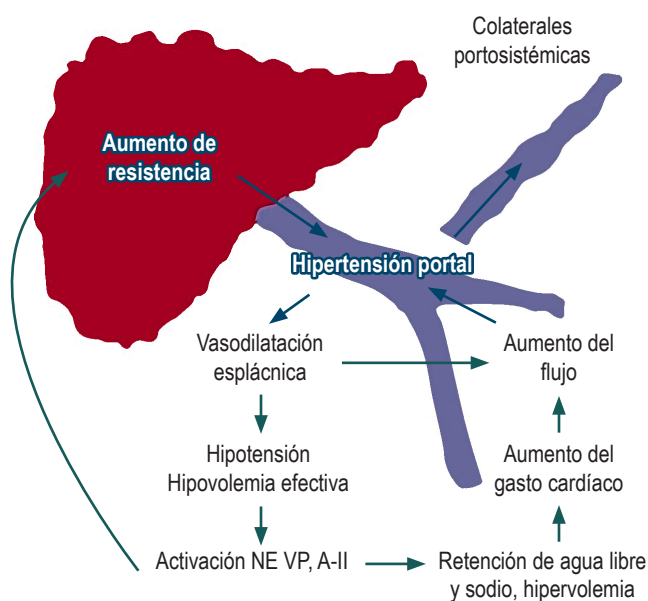 Colaterales
portosistémicas
Aumento de
resistencia
Hipertensión portal
Vasodilatación
esplácnica
Aumento del
flujo
Hipotensión
Hipovolemia efectiva
Aumento del
gasto cardíaco
Activación NE VP, A-II
Retención de agua libre
y sodio, hipervolemia